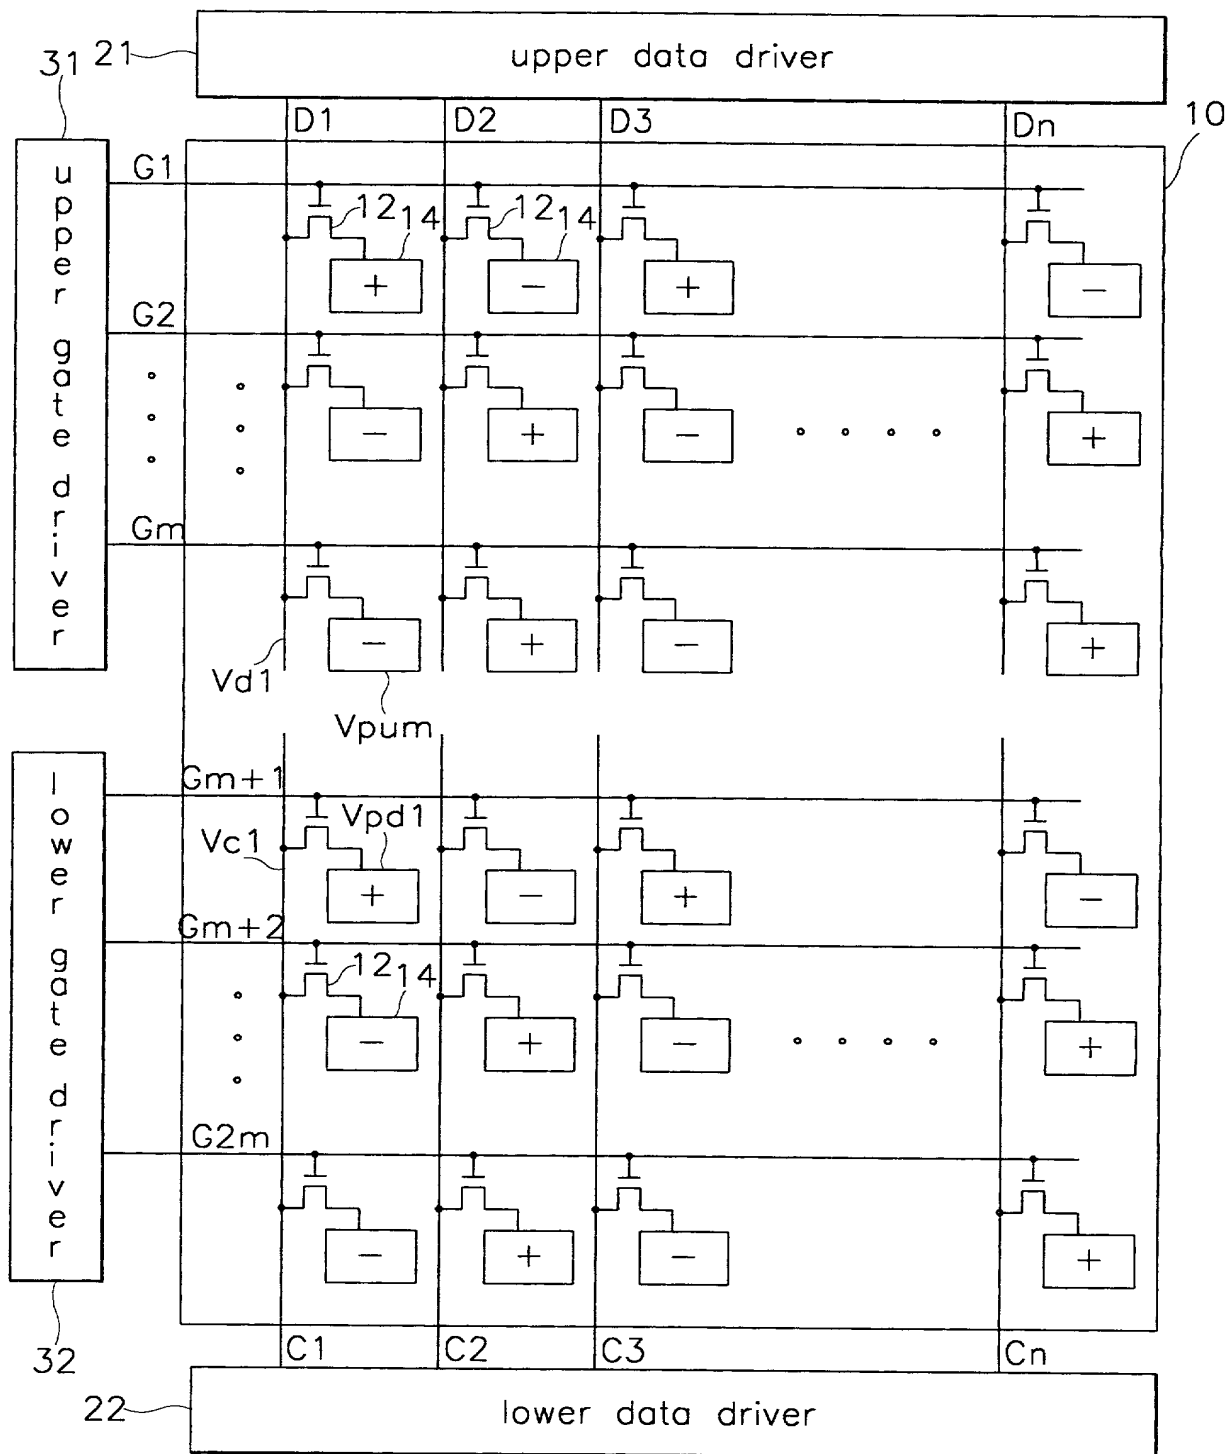 21
upper data driver
31
D1 D2 D3 Dn
10
upper gate driver
G1
12 14 12 14
+ − + −
G2
− + − +
Gm
− + − +
Vd1
Vpum
lower gate driver
Gm+1
Vc1 Vpd1
+ − + −
Gm+2
12 14
− + − +
G2m
− + − +
32
C1 C2 C3 Cn
22
lower data driver